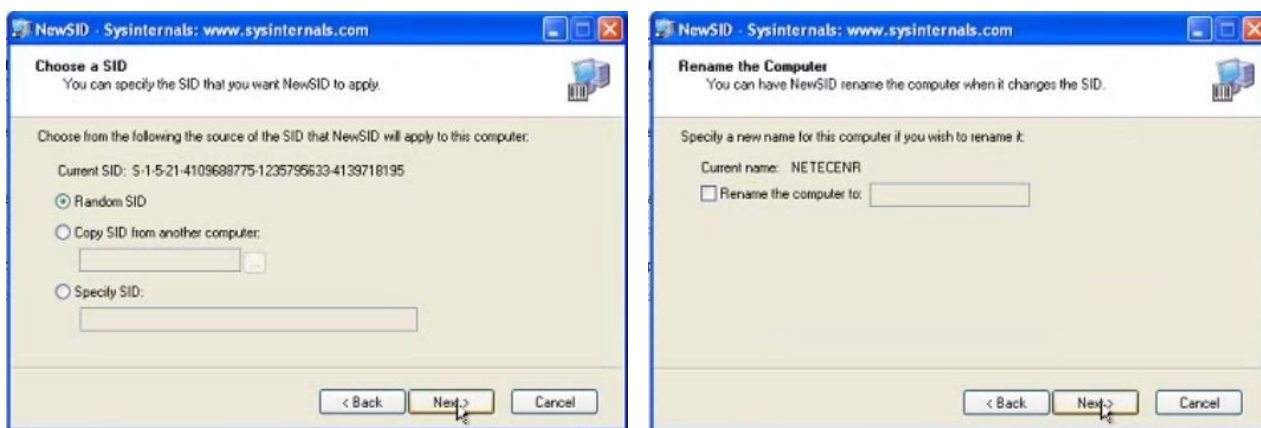 NewSID - Sysinternals: www.sysinternals.com
Choose a SID
You can specify the SID that you want NewSID to apply.
Choose from the following the source of the SID that NewSID will apply to this computer:
Current SID: S-1-5-21-4109688775-1235795633-4139718195
Random SID
Copy SID from another computer:
...
Specify SID:
< Back
Next >
Cancel
NewSID - Sysinternals: www.sysinternals.com
Rename the Computer
You can have NewSID rename the computer when it changes the SID.
Specify a new name for this computer if you wish to rename it:
Current name: NETECENR
Rename the computer to:
< Back
Next >
Cancel